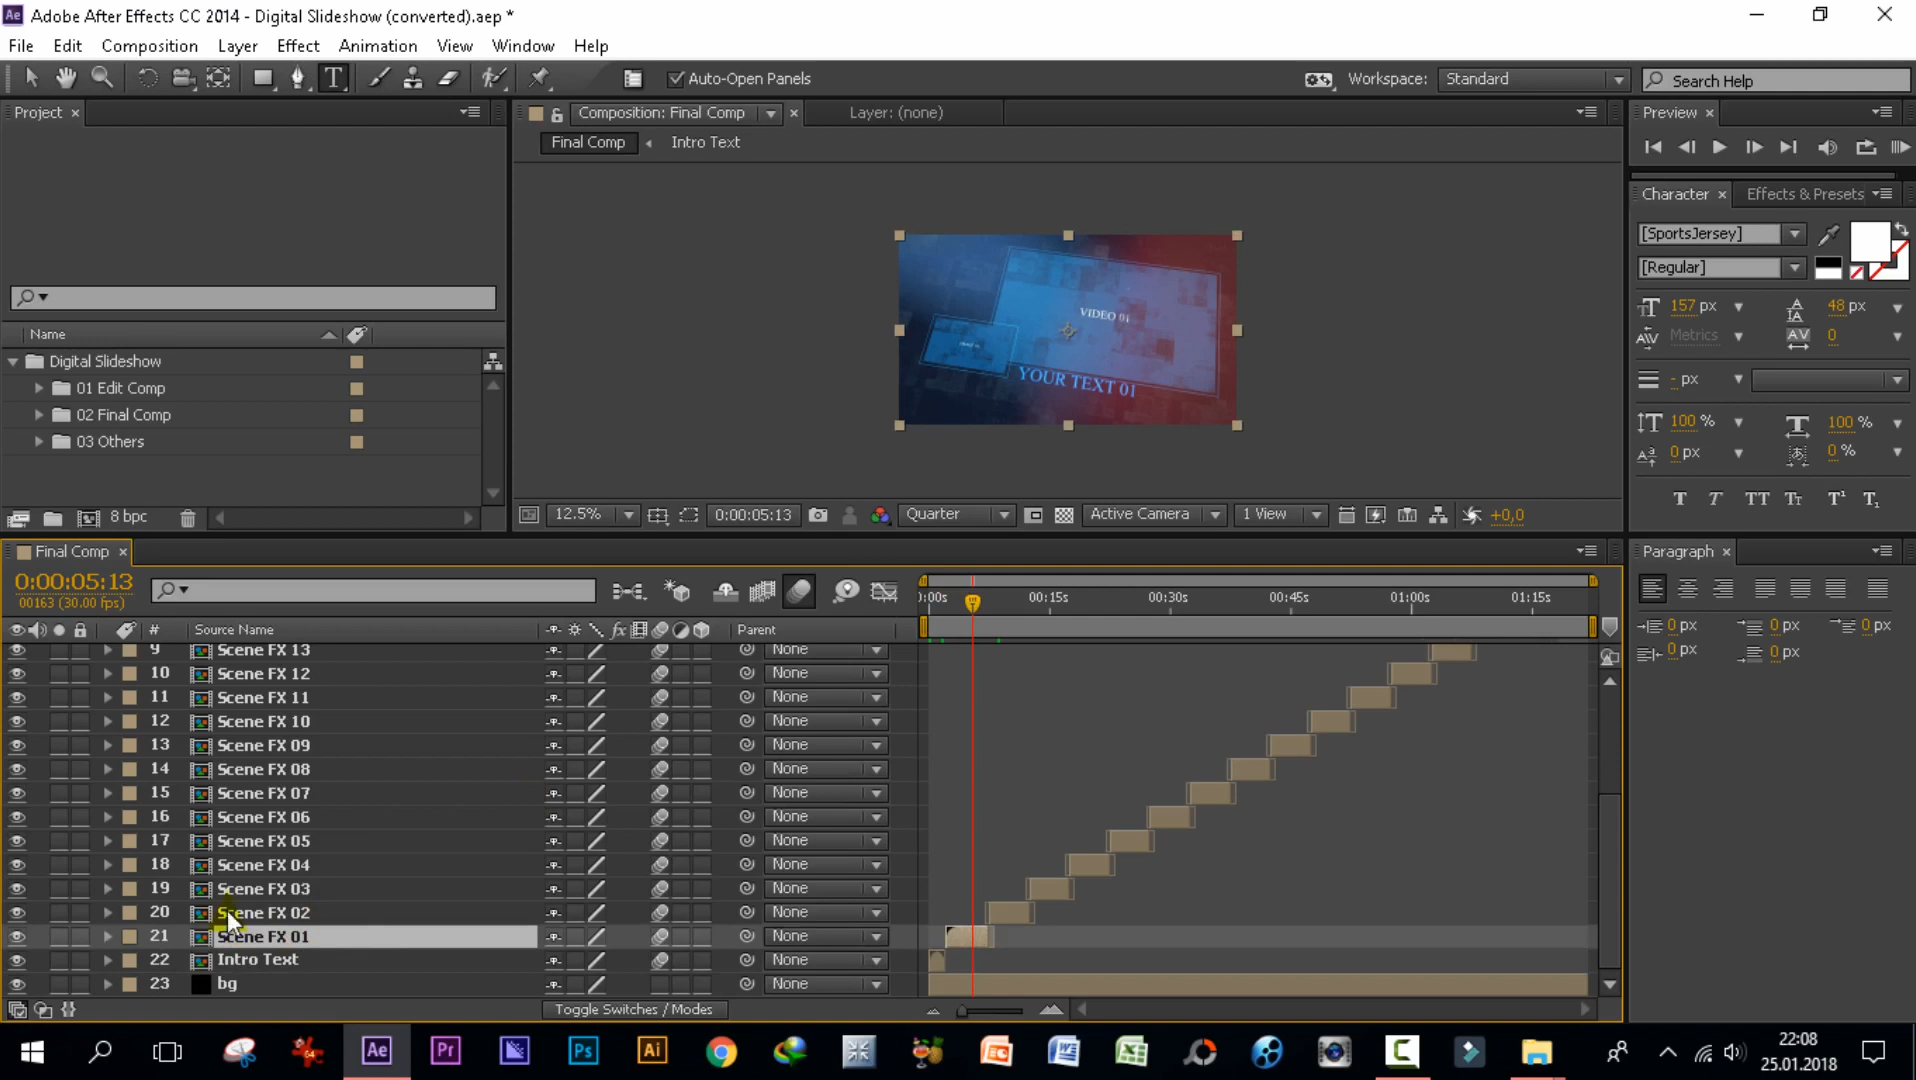 Adobe After Effects CC 2014 - Digital Slideshow (converted).aep *
File Edit Composition Layer Effect Animation View Window Help
Auto-Open Panels
Workspace: Standard
Search Help
Project
Composition: Final Comp
Layer: (none)
Preview
Final Comp
Intro Text
Character
Effects & Presets
[SportsJersey]
[Regular]
157 px
48 px
Metrics
0
- px
100 %
100 %
0 px
0 %
T T TT Tr T¹ T₁
Name
Digital Slideshow
01 Edit Comp
02 Final Comp
03 Others
8 bpc
VIDEO 01
YOUR TEXT 01
12.5%
0:00:05:13
Quarter
Active Camera
1 View
+0,0
Final Comp
Paragraph
0:00:05:13
00163 (30.00 fps)
):00s 00:15s 00:30s 00:45s 01:00s 01:15s
0 px 0 px 0 px
0 px 0 px
# Source Name fx Parent
9 Scene FX 13 None
10 Scene FX 12 None
11 Scene FX 11 None
12 Scene FX 10 None
13 Scene FX 09 None
14 Scene FX 08 None
15 Scene FX 07 None
16 Scene FX 06 None
17 Scene FX 05 None
18 Scene FX 04 None
19 Scene FX 03 None
20 Scene FX 02 None
21 Scene FX 01 None
22 Intro Text None
23 bg None
Toggle Switches / Modes
64
Ae Pr Ps Ai
22:08
25.01.2018